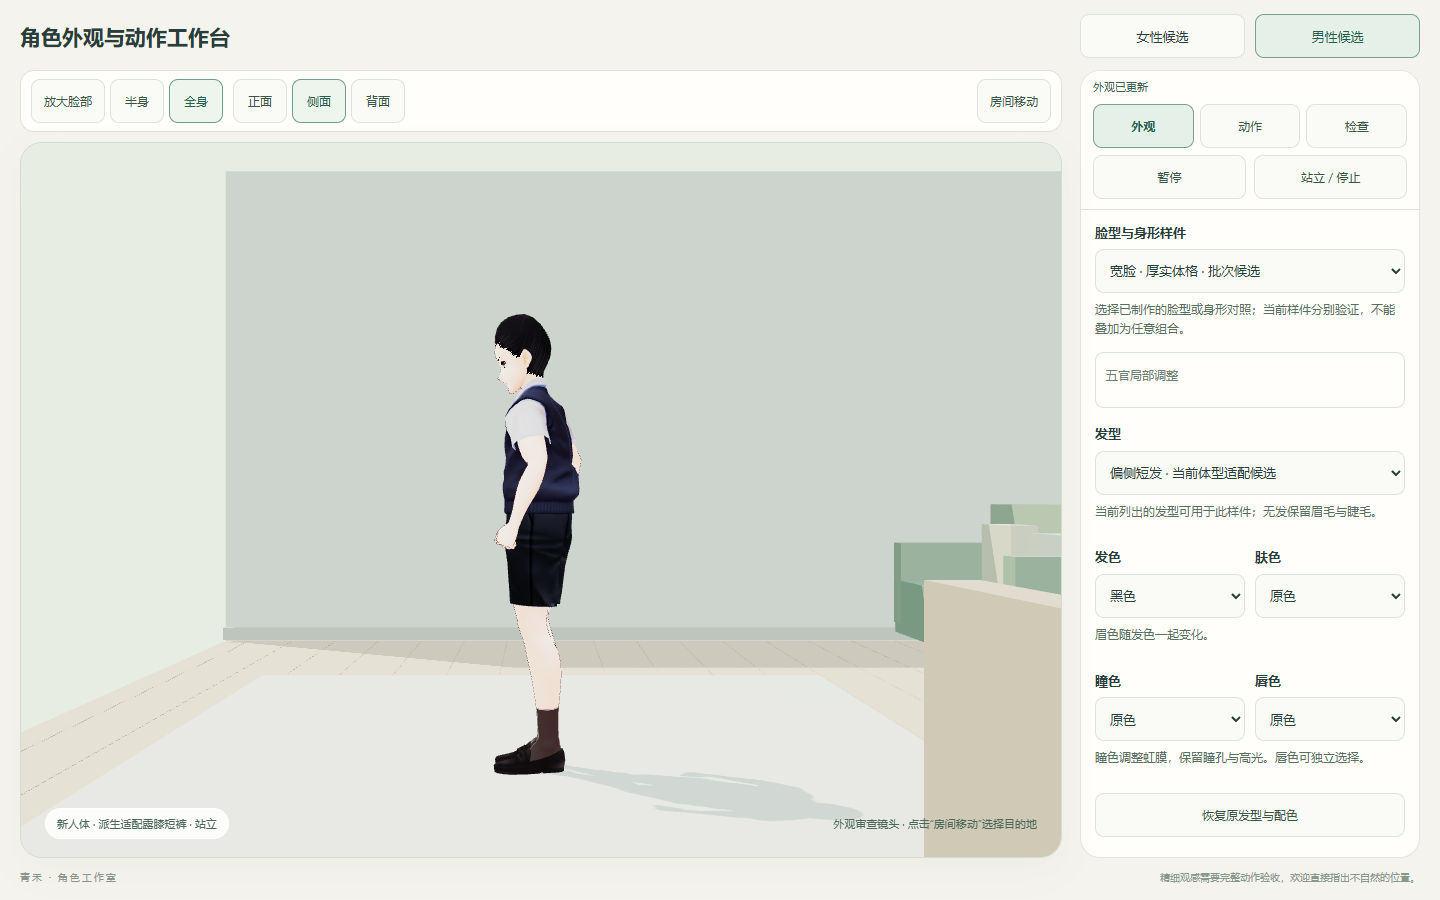 角色外观与动作工作台
女性候选
男性候选
放大脸部
半身
全身
正面
侧面
背面
房间移动
外观已更新
外观
动作
检查
暂停
站立 / 停止
脸型与身形样件
宽脸 · 厚实体格 · 批次候选
选择已制作的脸型或身形对照；当前样件分别验证，不能
叠加为任意组合。
五官局部调整
发型
偏侧短发 · 当前体型适配候选
当前列出的发型可用于此样件；无发保留眉毛与睫毛。
发色
肤色
黑色
原色
眉色随发色一起变化。
瞳色
唇色
原色
原色
瞳色调整虹膜，保留瞳孔与高光。唇色可独立选择。
恢复原发型与配色
新人体 · 派生适配露膝短裤 · 站立
外观审查镜头 · 点击“房间移动”选择目的地
青禾 · 角色工作室
精细观感需要完整动作验收，欢迎直接指出不自然的位置。